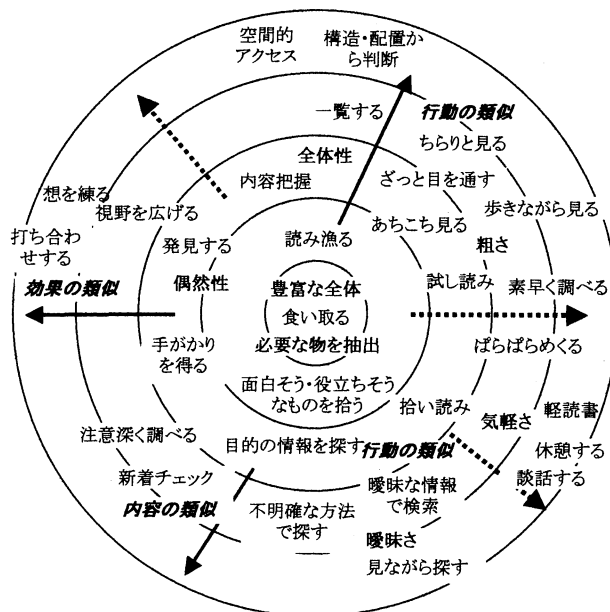 空間的
アクセス
構造・配置か
ら判断
一覧する
行動の類似
ちらりと見る
全体性
内容把握
ざっと目を通す
想を練る
視野を広げる
あちこち見る
歩きながら見る
打ち合わ
せする
発見する
読み漁る
粗さ
効果の類似
偶然性
豊富な全体
試し読み
素早く調べる
食い取る
手がかり
を得る
必要な物を抽出
ぱらぱらめくる
面白そう・役立ちそう
なものを拾う
拾い読み
気軽さ
軽読書
注意深く調べる
目的の情報を探す
行動の類似
休憩する
談話する
新着チェック
曖昧な情報
で検索
内容の類似
不明確な方法
で探す
曖昧さ
見ながら探す